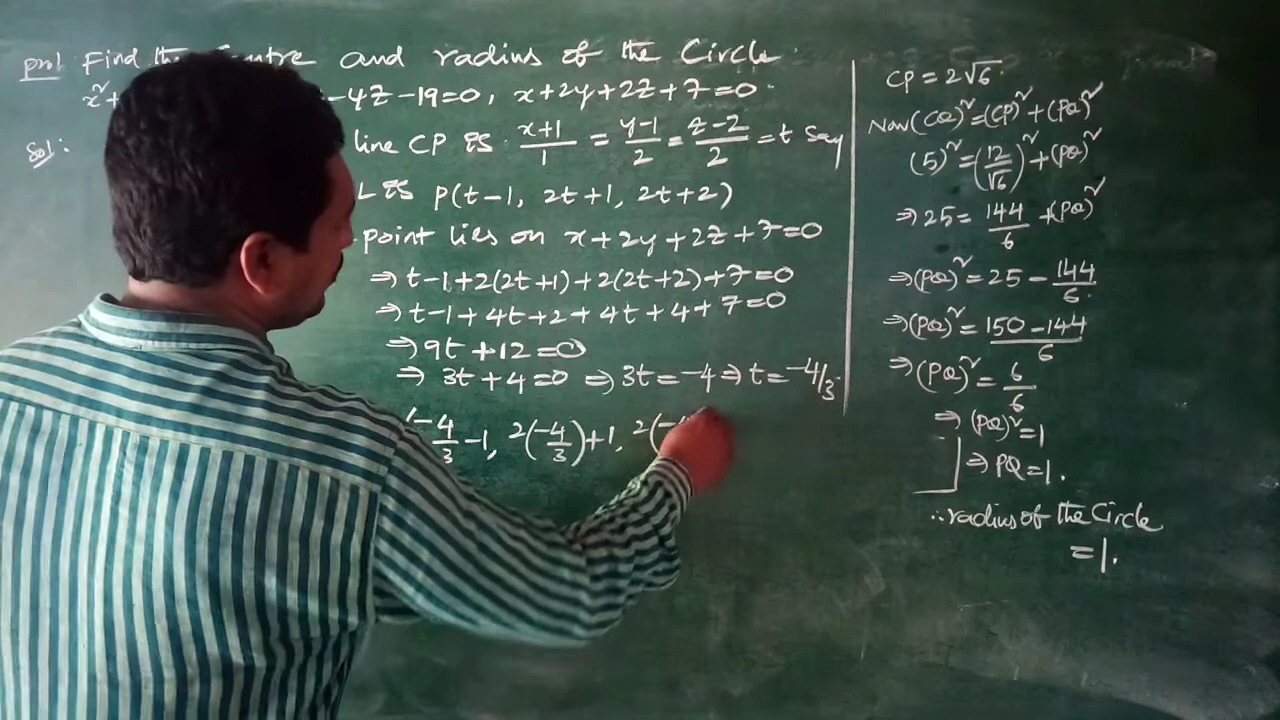 Prob Find the Centre and radius of the Circle
x²+ -4z-19=0, x+2y+2z+7=0.
Sol:
line CP is (x+1)/1 = (y-1)/2 = (z-2)/2 = t say
L is P(t-1, 2t+1, 2t+2)
point lies on x+2y+2z+7=0
⇒ t-1+2(2t+1)+2(2t+2)+7=0
⇒ t-1+4t+2+4t+4+7=0
⇒ 9t+12=0
⇒ 3t+4=0 ⇒ 3t=-4 ⇒ t=-4/3.
(-4/3-1, 2(-4/3)+1, 2(-4
CP=2√6.
Now (CQ)²=(CP)²+(PQ)²
(5)²=(12/√6)²+(PQ)²
⇒ 25=144/6+(PQ)²
⇒(PQ)²=25-144/6.
⇒(PQ)²=(150-144)/6
⇒(PQ)²=6/6
⇒(PQ)²=1
⇒PQ=1.
∴radius of the Circle
=1.